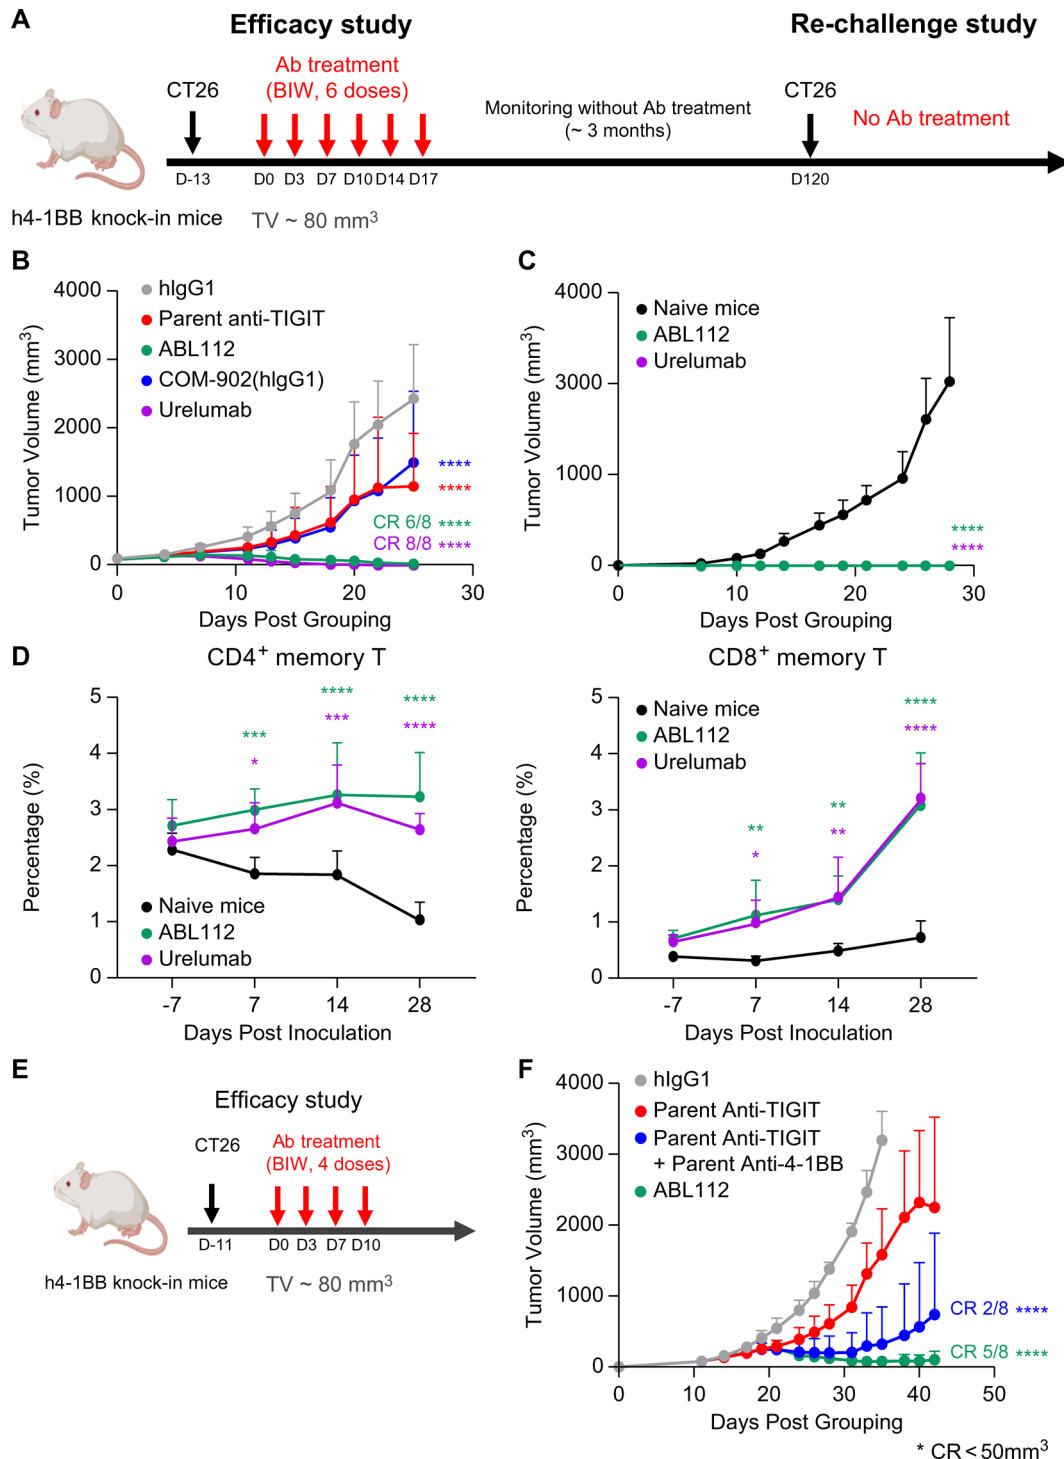 A
Efficacy study
Re-challenge study
Ab treatment
(BIW, 6 doses)
CT26
Monitoring without Ab treatment
(~ 3 months)
CT26
No Ab treatment
D-13
D0 D3 D7 D10 D14 D17
D120
h4-1BB knock-in mice
TV ~ 80 mm³
B
4000
3000
2000
1000
0
Tumor Volume (mm³)
hIgG1
Parent anti-TIGIT
ABL112
COM-902(hIgG1)
Urelumab
****
****
CR 6/8 ****
CR 8/8 ****
0 10 20 30
Days Post Grouping
C
4000
3000
1000
0
Tumor Volume (mm³)
Naive mice
ABL112
Urelumab
****
****
0 10 20 30
Days Post Grouping
D
CD4⁺ memory T
5
4
3
2
1
0
Percentage (%)
*** **** ****
* *** ****
Naive mice
ABL112
Urelumab
-7 7 14 28
Days Post Inoculation
CD8⁺ memory T
5
4
3
2
1
0
Percentage (%)
Naive mice
ABL112
Urelumab
** ** ****
* ** ****
-7 7 14 28
Days Post Inoculation
E
Efficacy study
CT26
Ab treatment
(BIW, 4 doses)
D-11
D0 D3 D7 D10
h4-1BB knock-in mice
TV ~ 80 mm³
F
4000
3000
2000
1000
0
Tumor Volume (mm³)
hIgG1
Parent Anti-TIGIT
Parent Anti-TIGIT
+ Parent Anti-4-1BB
ABL112
CR 2/8 ****
CR 5/8 ****
0 10 20 30 40 50
Days Post Grouping
* CR<50mm³